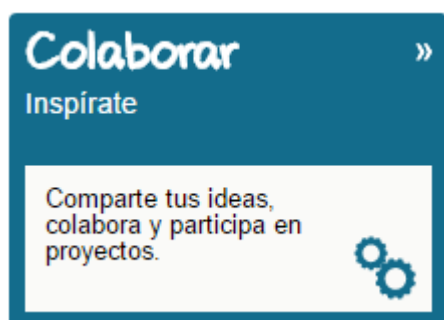 Colaborar »
Inspírate
Comparte tus ideas,
colabora y participa en
proyectos.